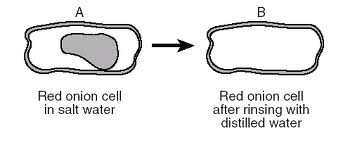 A
B
Red onion cell
in salt water
Red onion cell
after rinsing with
distilled water